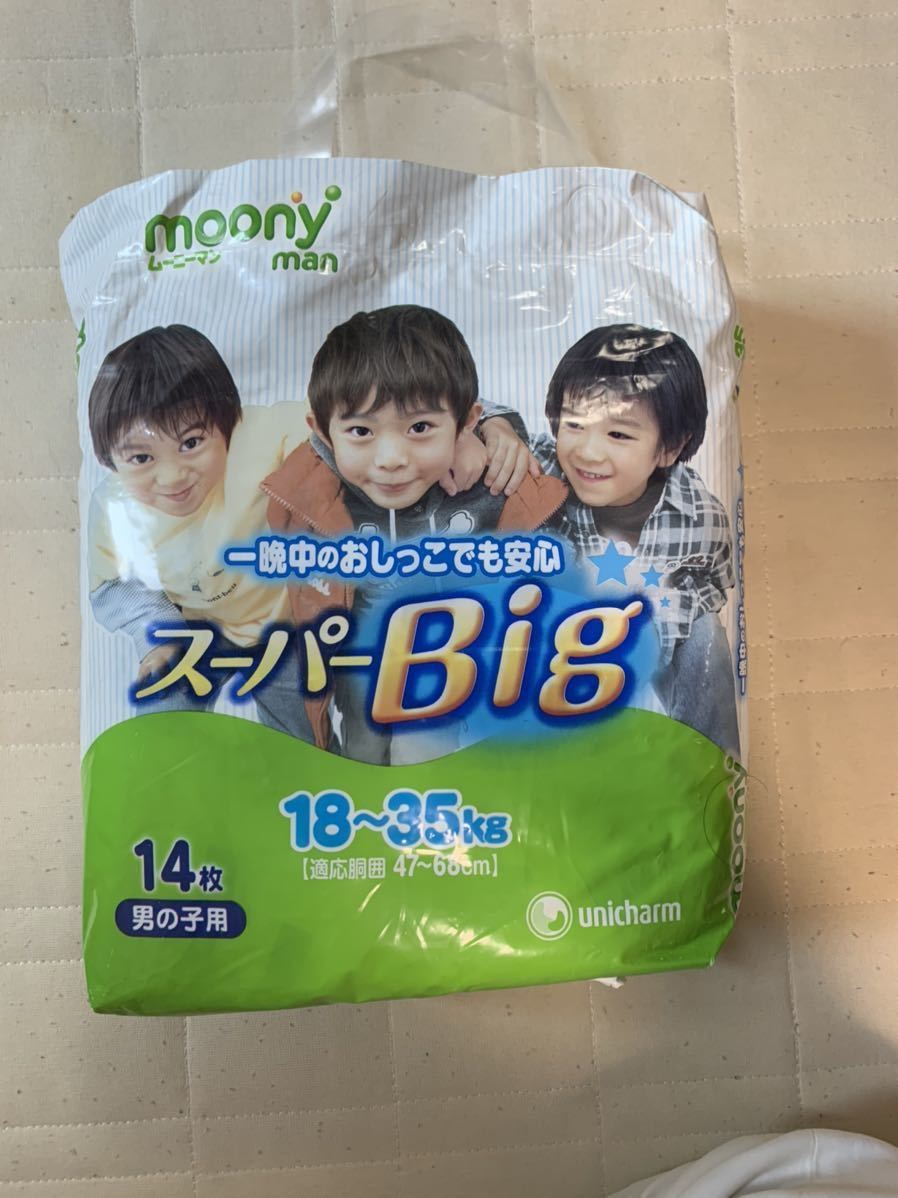 moony
ムーニーマン man
一晩中のおしっこでも安心
スーパーBig
18~35kg
【適応胴囲 47~68cm】
14枚
男の子用
unicharm
moony